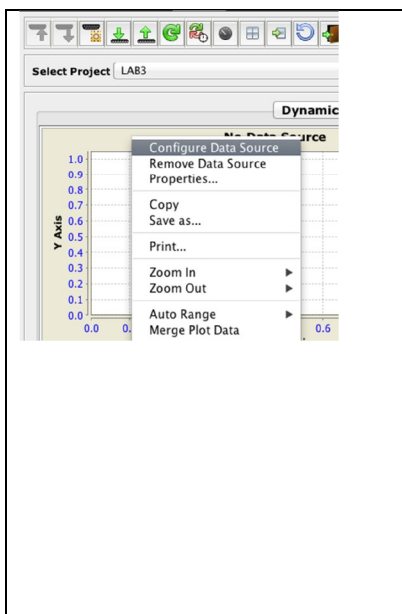 Select Project LAB3
Dynamic
No Data Source
Configure Data Source
Remove Data Source
Properties...
Copy
Save as...
Print...
Zoom In
Zoom Out
Auto Range
Merge Plot Data
Y Axis
1.0
0.9
0.8
0.7
0.6
0.5
0.4
0.3
0.2
0.1
0.0
0.0 0. 0.6